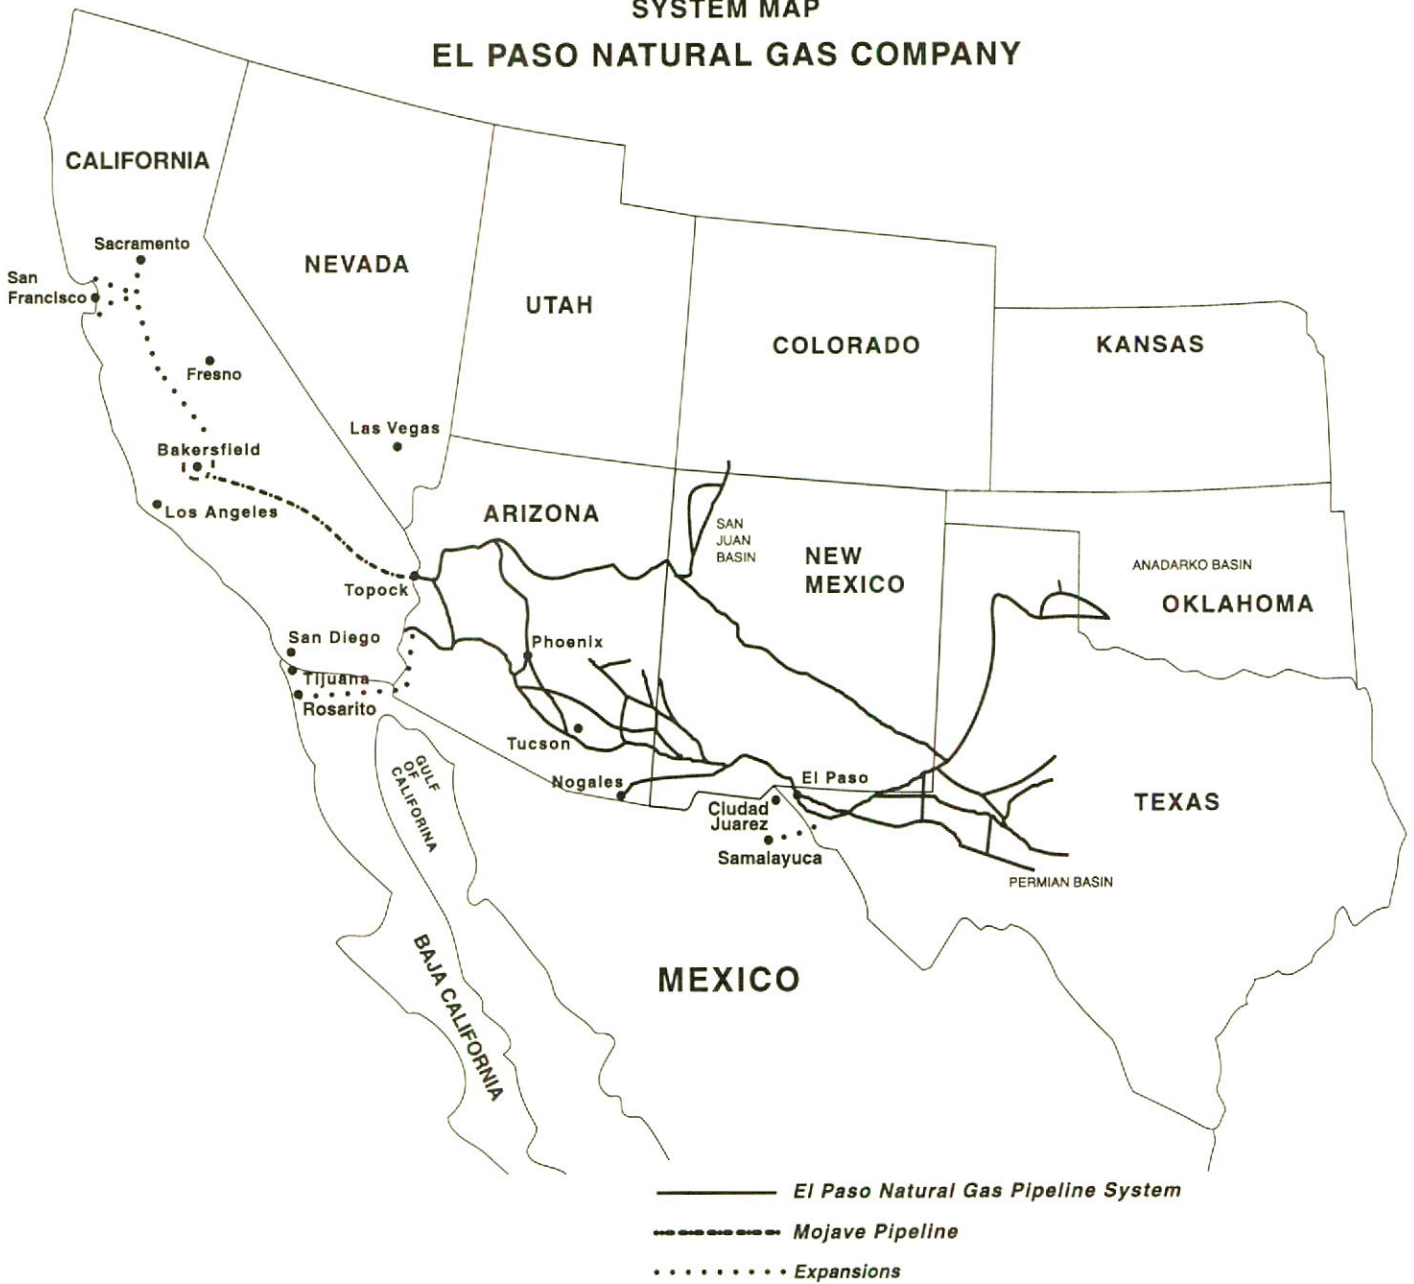 SYSTEM MAP
EL PASO NATURAL GAS COMPANY
CALIFORNIA
Sacramento
San
Francisco
NEVADA
UTAH
COLORADO
KANSAS
Fresno
Las Vegas
Bakersfield
Los Angeles
ARIZONA
SAN
JUAN
BASIN
NEW
MEXICO
ANADARKO BASIN
OKLAHOMA
Topock
San Diego
Phoenix
Tijuana
Rosarito
Tucson
Nogales
El Paso
Ciudad
Juarez
Samalayuca
TEXAS
PERMIAN BASIN
GULF
OF
CALIFORINA
BAJA CALIFORNIA
MEXICO
El Paso Natural Gas Pipeline System
Mojave Pipeline
Expansions